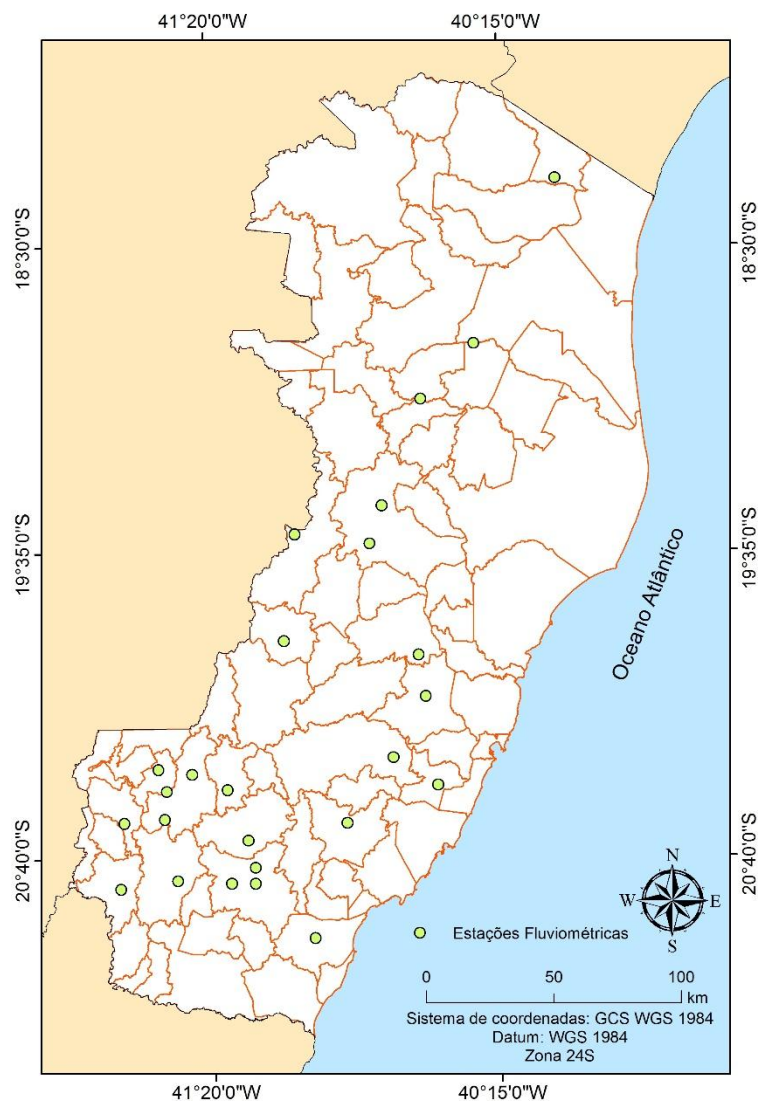 41°20'0"W 40°15'0"W
18°30'0"S 18°30'0"S
19°35'0"S 19°35'0"S
Oceano Atlântico
20°40'0"S 20°40'0"S
N
W E
S
Estações Fluviométricas
0 50 100
km
Sistema de coordenadas: GCS WGS 1984
Datum: WGS 1984
Zona 24S
41°20'0"W 40°15'0"W